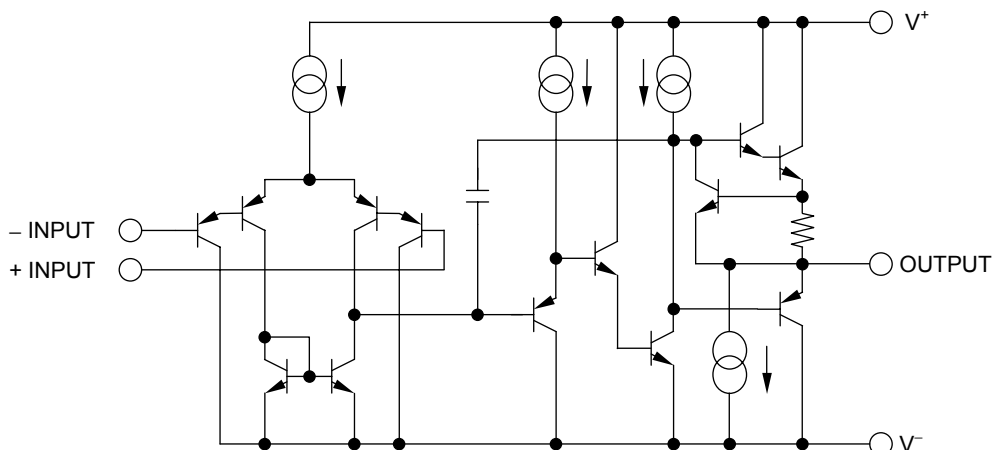 V+
– INPUT
+ INPUT
OUTPUT
V–